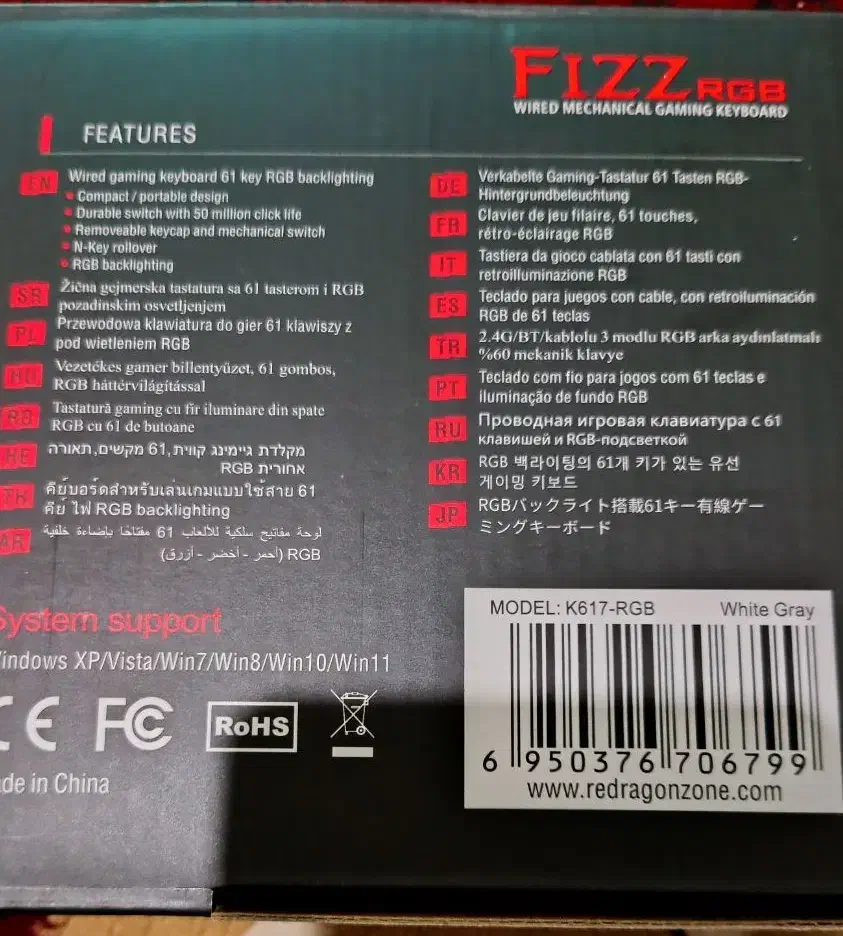 FIZZ RGB
WIRED MECHANICAL GAMING KEYBOARD
FEATURES
EN Wired gaming keyboard 61 key RGB backlighting
Compact / portable design
Durable switch with 50 million click life
Removeable keycap and mechanical switch
N-Key rollover
RGB backlighting
SR Žična gejmerska tastatura sa 61 tasterom i RGB
pozadinskim osvetljenjem
PL Przewodowa klawiatura do gier 61 klawiszy z
pod wietleniem RGB
HU Vezetékes gamer billentyűzet, 61 gombos,
RGB háttérvilágítással
RO Tastatură gaming cu fir iluminare din spate
RGB cu 61 de butoane
HE מקלדת גיימינג קווית, 61 מקשים, תאורה
אחורית RGB
TH คีย์บอร์ดสำหรับเล่นเกมแบบใช้สาย 61
คีย์ ไฟ RGB backlighting
AR لوحة مفاتيح سلكية للألعاب 61 مفتاحًا بإضاءة خلفية
RGB (أحمر - أخضر - أزرق)
DE Verkabelte Gaming-Tastatur 61 Tasten RGB-
Hintergrundbeleuchtung
FR Clavier de jeu filaire, 61 touches,
rétro-éclairage RGB
IT Tastiera da gioco cablata con 61 tasti con
retroilluminazione RGB
ES Teclado para juegos con cable, con retroiluminación
RGB de 61 teclas
TR 2.4G/BT/kablolu 3 modlu RGB arka aydınlatmalı
%60 mekanik klavye
PT Teclado com fio para jogos com 61 teclas e
iluminação de fundo RGB
RU Проводная игровая клавиатура с 61
клавишей и RGB-подсветкой
KR RGB 백라이팅의 61개 키가 있는 유선
게이밍 키보드
JP RGBバックライト搭載61キー有線ゲー
ミングキーボード
System support
indows XP/Vista/Win7/Win8/Win10/Win11
CE FC RoHS
de in China
MODEL: K617-RGB White Gray
6 950376 706799
www.redragonzone.com